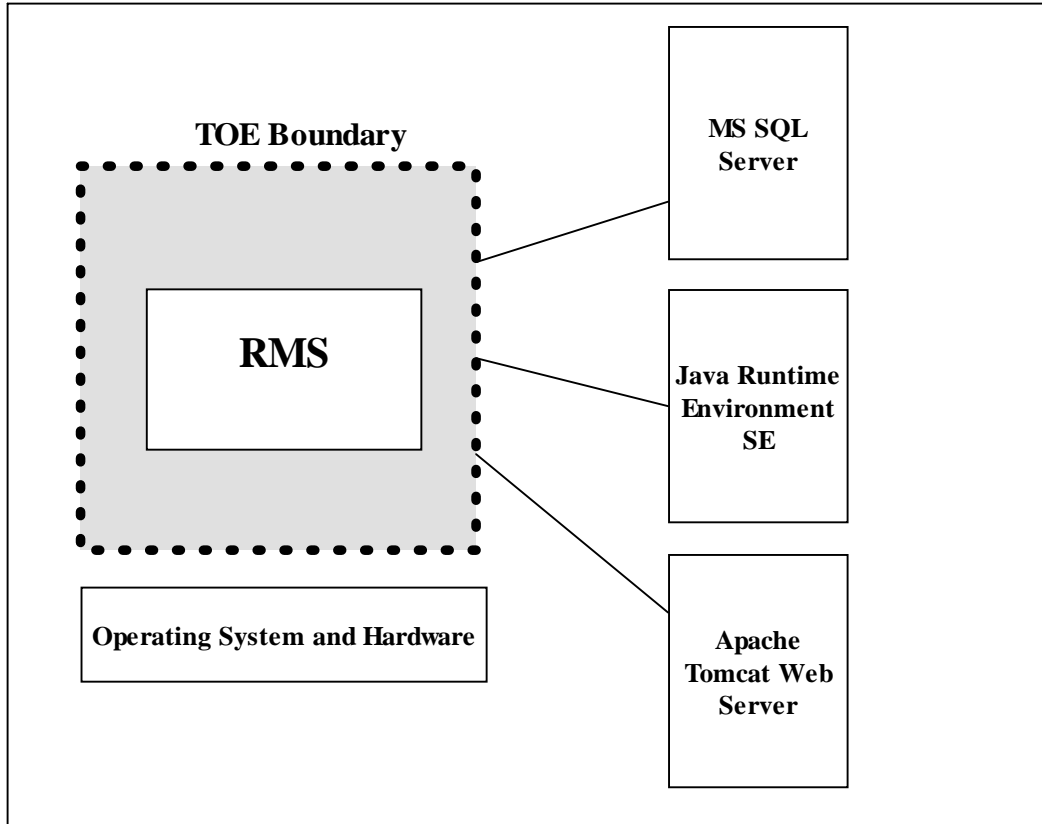 TOE Boundary
RMS
Operating System and Hardware
MS SQL
Server
Java Runtime
Environment
SE
Apache
Tomcat Web
Server